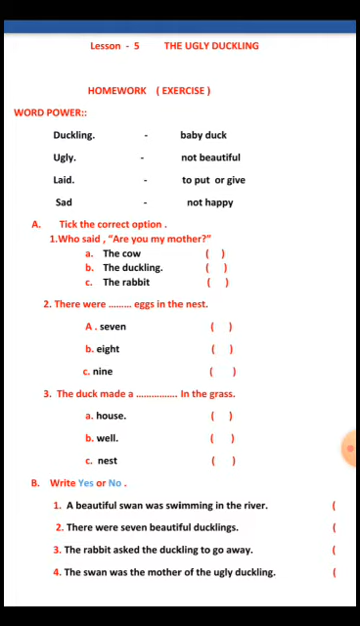 Lesson - 5 THE UGLY DUCKLING
HOMEWORK ( EXERCISE )
WORD POWER::
Duckling. - baby duck
Ugly. - not beautiful
Laid. - to put or give
Sad - not happy
A. Tick the correct option .
1.Who said , "Are you my mother?"
a. The cow ( )
b. The duckling. ( )
c. The rabbit ( )
2. There were ......... eggs in the nest.
A . seven ( )
b. eight ( )
c. nine ( )
3. The duck made a ................ In the grass.
a. house. ( )
b. well. ( )
c. nest ( )
B. Write Yes or No .
1. A beautiful swan was swimming in the river. (
2. There were seven beautiful ducklings. (
3. The rabbit asked the duckling to go away. (
4. The swan was the mother of the ugly duckling. (